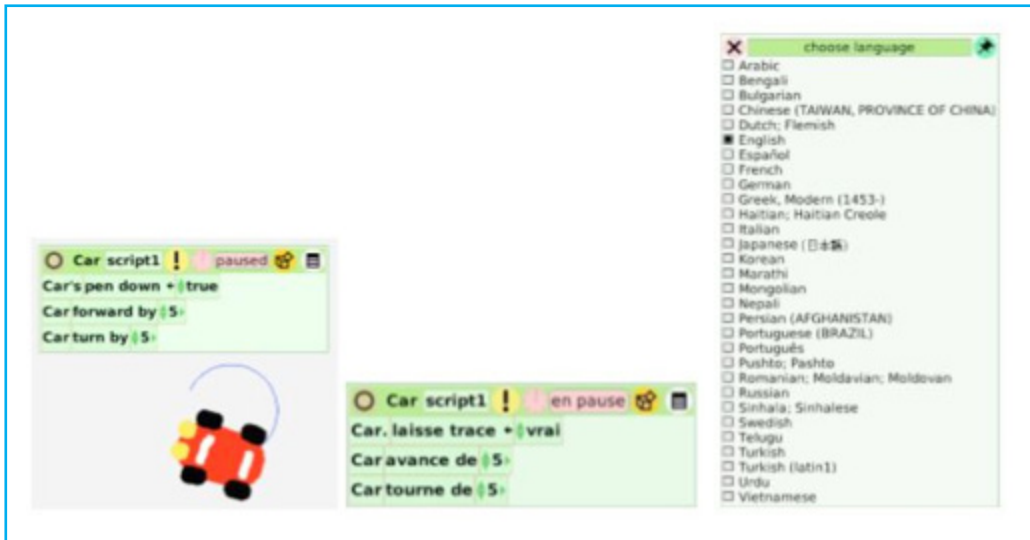 Car script1 ! paused
Car's pen down true
Car forward by 5
Car turn by 5
Car script1 ! en pause
Car. laisse trace vrai
Car avance de 5
Car tourne de 5
choose language
Arabic
Bengali
Bulgarian
Chinese (TAIWAN, PROVINCE OF CHINA)
Dutch; Flemish
English
Español
French
German
Greek, Modern (1453-)
Haitian; Haitian Creole
Italian
Japanese (日本語)
Korean
Marathi
Mongolian
Nepali
Persian (AFGHANISTAN)
Portuguese (BRAZIL)
Português
Pushto; Pashto
Romanian; Moldavian; Moldovan
Russian
Sinhala; Sinhalese
Swedish
Telugu
Turkish
Turkish (latin1)
Urdu
Vietnamese